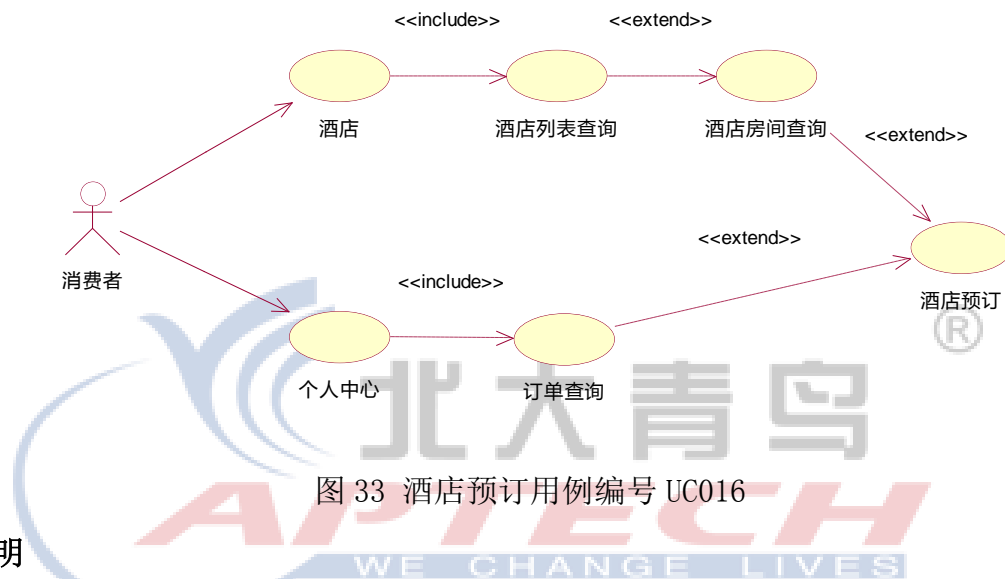 <<include>> <<extend>>
酒店 酒店列表查询 酒店房间查询 <<extend>>
<<extend>>
消费者 <<include>>
酒店预订
®
个人中心 订单查询
北大青鸟
图 33 酒店预订用例编号 UC016
APTECH
明
WE CHANGE LIVES